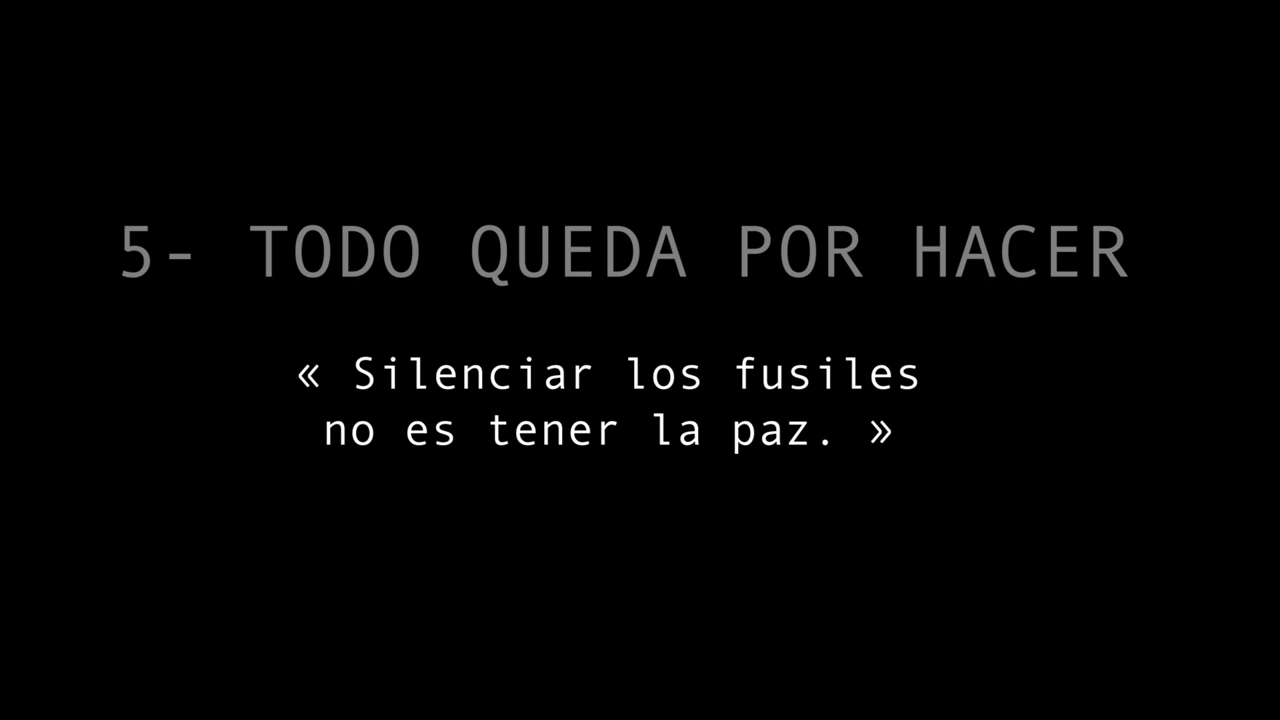 5- TODO QUEDA POR HACER
« Silenciar los fusiles
no es tener la paz. »